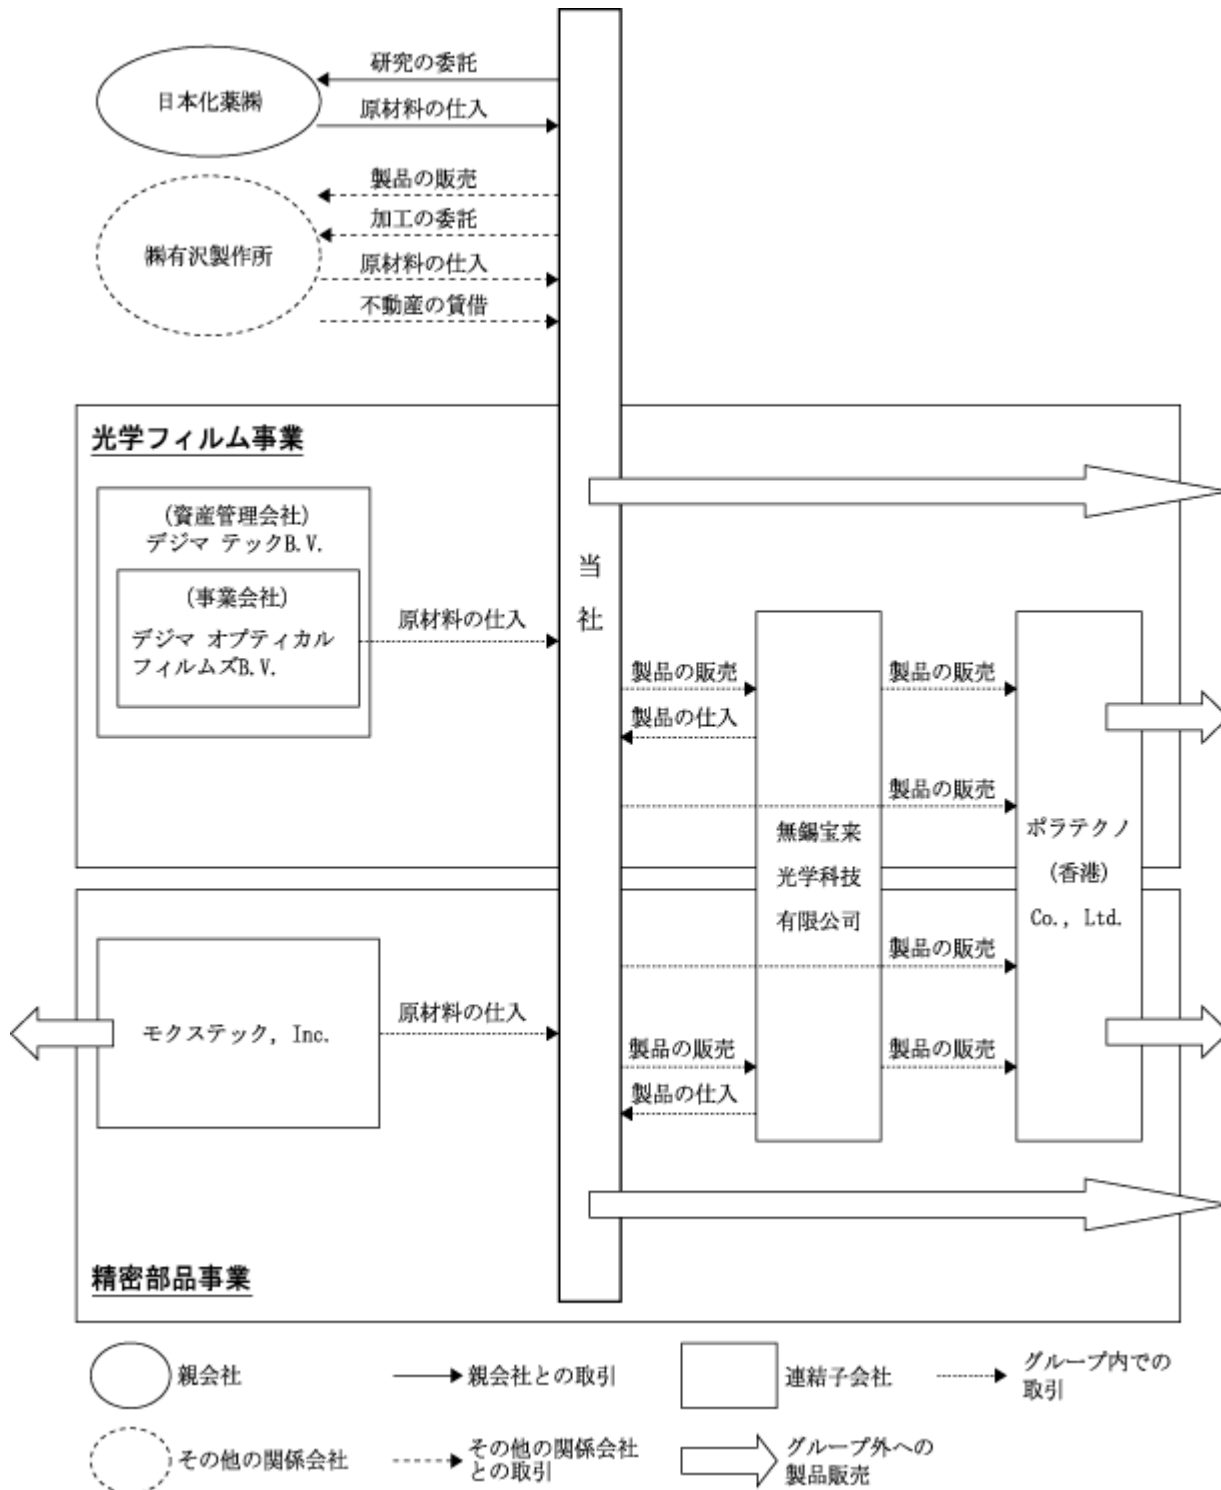 研究の委託
日本化薬㈱
原材料の仕入
製品の販売
加工の委託
㈱有沢製作所
原材料の仕入
不動産の賃借
光学フィルム事業
(資産管理会社)
デジマ テックB.V.
(事業会社)
デジマ オプティカル
フィルムズB.V.
原材料の仕入
当
社
製品の販売
製品の販売
製品の仕入
製品の販売
無錫宝来
光学科技
有限公司
ポラテクノ
(香港)
Co., Ltd.
製品の販売
モクステック, Inc.
原材料の仕入
製品の販売
製品の販売
製品の仕入
精密部品事業
親会社
親会社との取引
連結子会社
グループ内での
取引
その他の関係会社
その他の関係会社
との取引
グループ外への
製品販売